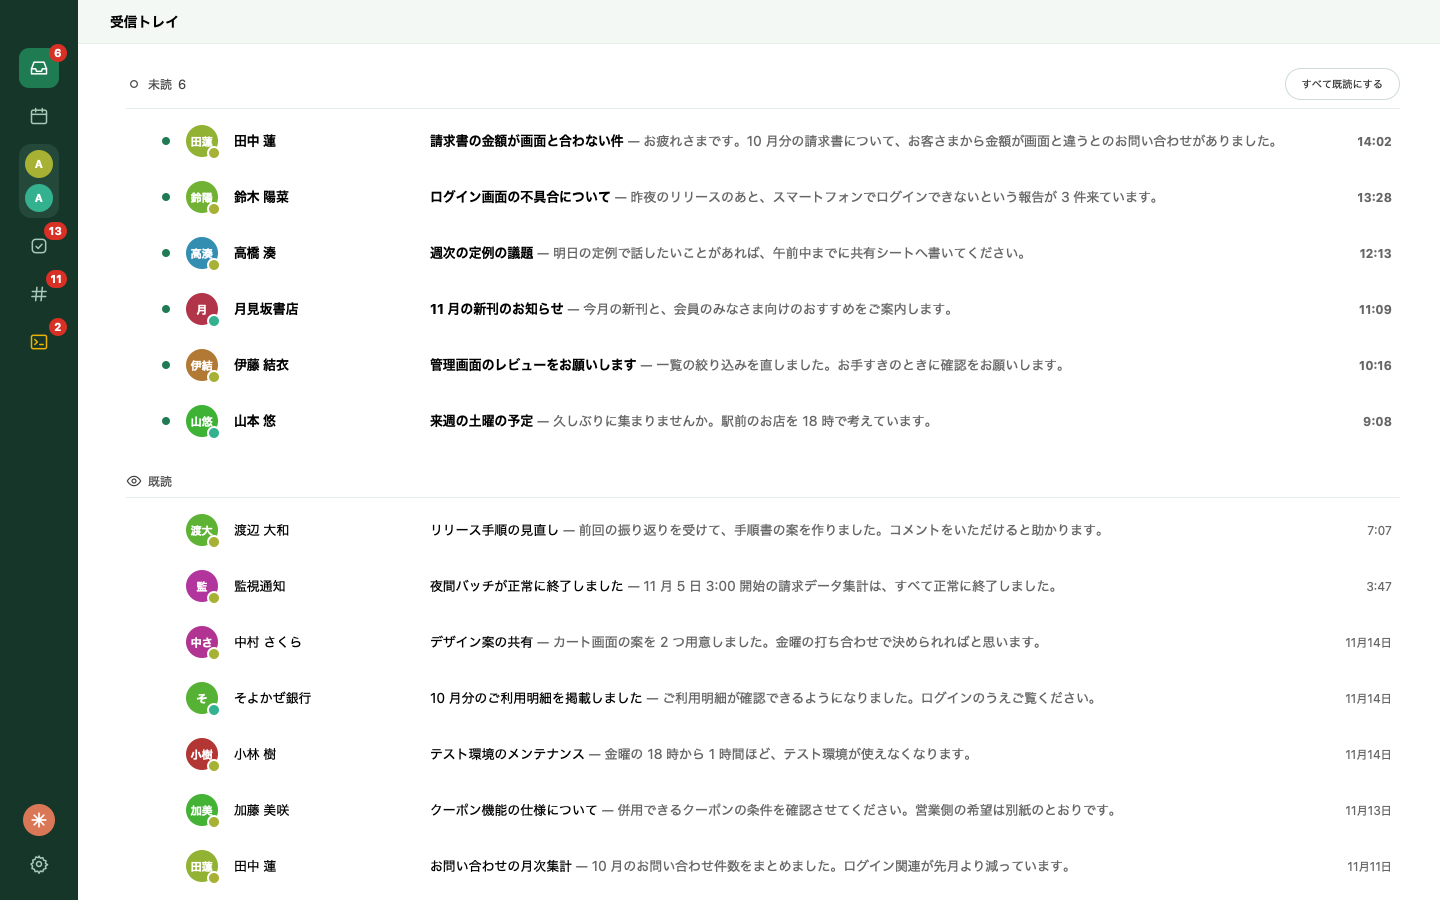 受信トレイ
6
A
A
13
11
2
未読 6
すべて既読にする
田蓮 田中 蓮 請求書の金額が画面と合わない件 — お疲れさまです。10 月分の請求書について、お客さまから金額が画面と違うとのお問い合わせがありました。 14:02
鈴陽 鈴木 陽菜 ログイン画面の不具合について — 昨夜のリリースのあと、スマートフォンでログインできないという報告が 3 件来ています。 13:28
高湊 高橋 湊 週次の定例の議題 — 明日の定例で話したいことがあれば、午前中までに共有シートへ書いてください。 12:13
月 月見坂書店 11 月の新刊のお知らせ — 今月の新刊と、会員のみなさま向けのおすすめをご案内します。 11:09
伊結 伊藤 結衣 管理画面のレビューをお願いします — 一覧の絞り込みを直しました。お手すきのときに確認をお願いします。 10:16
山悠 山本 悠 来週の土曜の予定 — 久しぶりに集まりませんか。駅前のお店を 18 時で考えています。 9:08
既読
渡大 渡辺 大和 リリース手順の見直し — 前回の振り返りを受けて、手順書の案を作りました。コメントをいただけると助かります。 7:07
監 監視通知 夜間バッチが正常に終了しました — 11 月 5 日 3:00 開始の請求データ集計は、すべて正常に終了しました。 3:47
中さ 中村 さくら デザイン案の共有 — カート画面の案を 2 つ用意しました。金曜の打ち合わせで決められればと思います。 11月14日
そ そよかぜ銀行 10 月分のご利用明細を掲載しました — ご利用明細が確認できるようになりました。ログインのうえご覧ください。 11月14日
小樹 小林 樹 テスト環境のメンテナンス — 金曜の 18 時から 1 時間ほど、テスト環境が使えなくなります。 11月14日
加美 加藤 美咲 クーポン機能の仕様について — 併用できるクーポンの条件を確認させてください。営業側の希望は別紙のとおりです。 11月13日
田蓮 田中 蓮 お問い合わせの月次集計 — 10 月のお問い合わせ件数をまとめました。ログイン関連が先月より減っています。 11月11日